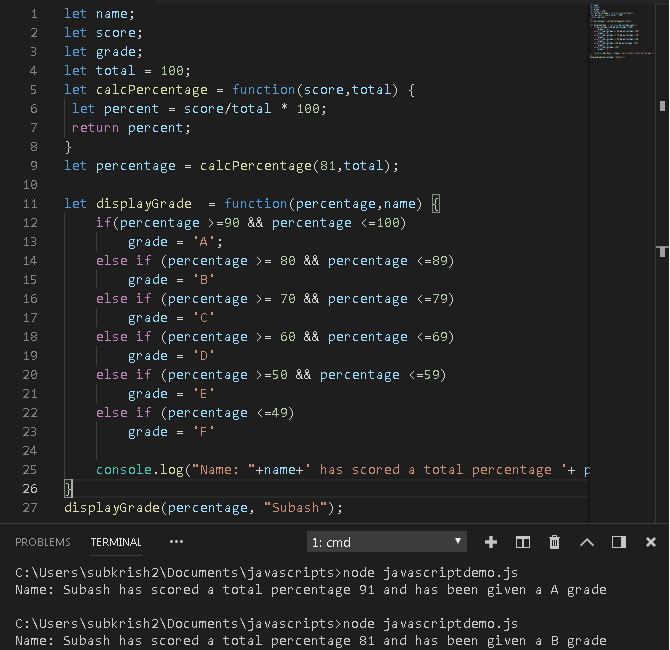 1 let name;
2 let score;
3 let grade;
4 let total = 100;
5 let calcPercentage = function(score,total) {
6 let percent = score/total * 100;
7 return percent;
8 }
9 let percentage = calcPercentage(81,total);
10
11 let displayGrade  = function(percentage,name) {
12 if(percentage >=90 && percentage <=100)
13 grade = 'A';
14 else if (percentage >= 80 && percentage <=89)
15 grade = 'B'
16 else if (percentage >= 70 && percentage <=79)
17 grade = 'C'
18 else if (percentage >= 60 && percentage <=69)
19 grade = 'D'
20 else if (percentage >=50 && percentage <=59)
21 grade = 'E'
22 else if (percentage <=49)
23 grade = 'F'
24
25 console.log("Name: "+name+' has scored a total percentage '+ p
26 }
27 displayGrade(percentage, "Subash");
PROBLEMS TERMINAL ••• 1: cmd
C:\Users\subkrish2\Documents\javascripts>node javascriptdemo.js
Name: Subash has scored a total percentage 91 and has been given a A grade
C:\Users\subkrish2\Documents\javascripts>node javascriptdemo.js
Name: Subash has scored a total percentage 81 and has been given a B grade